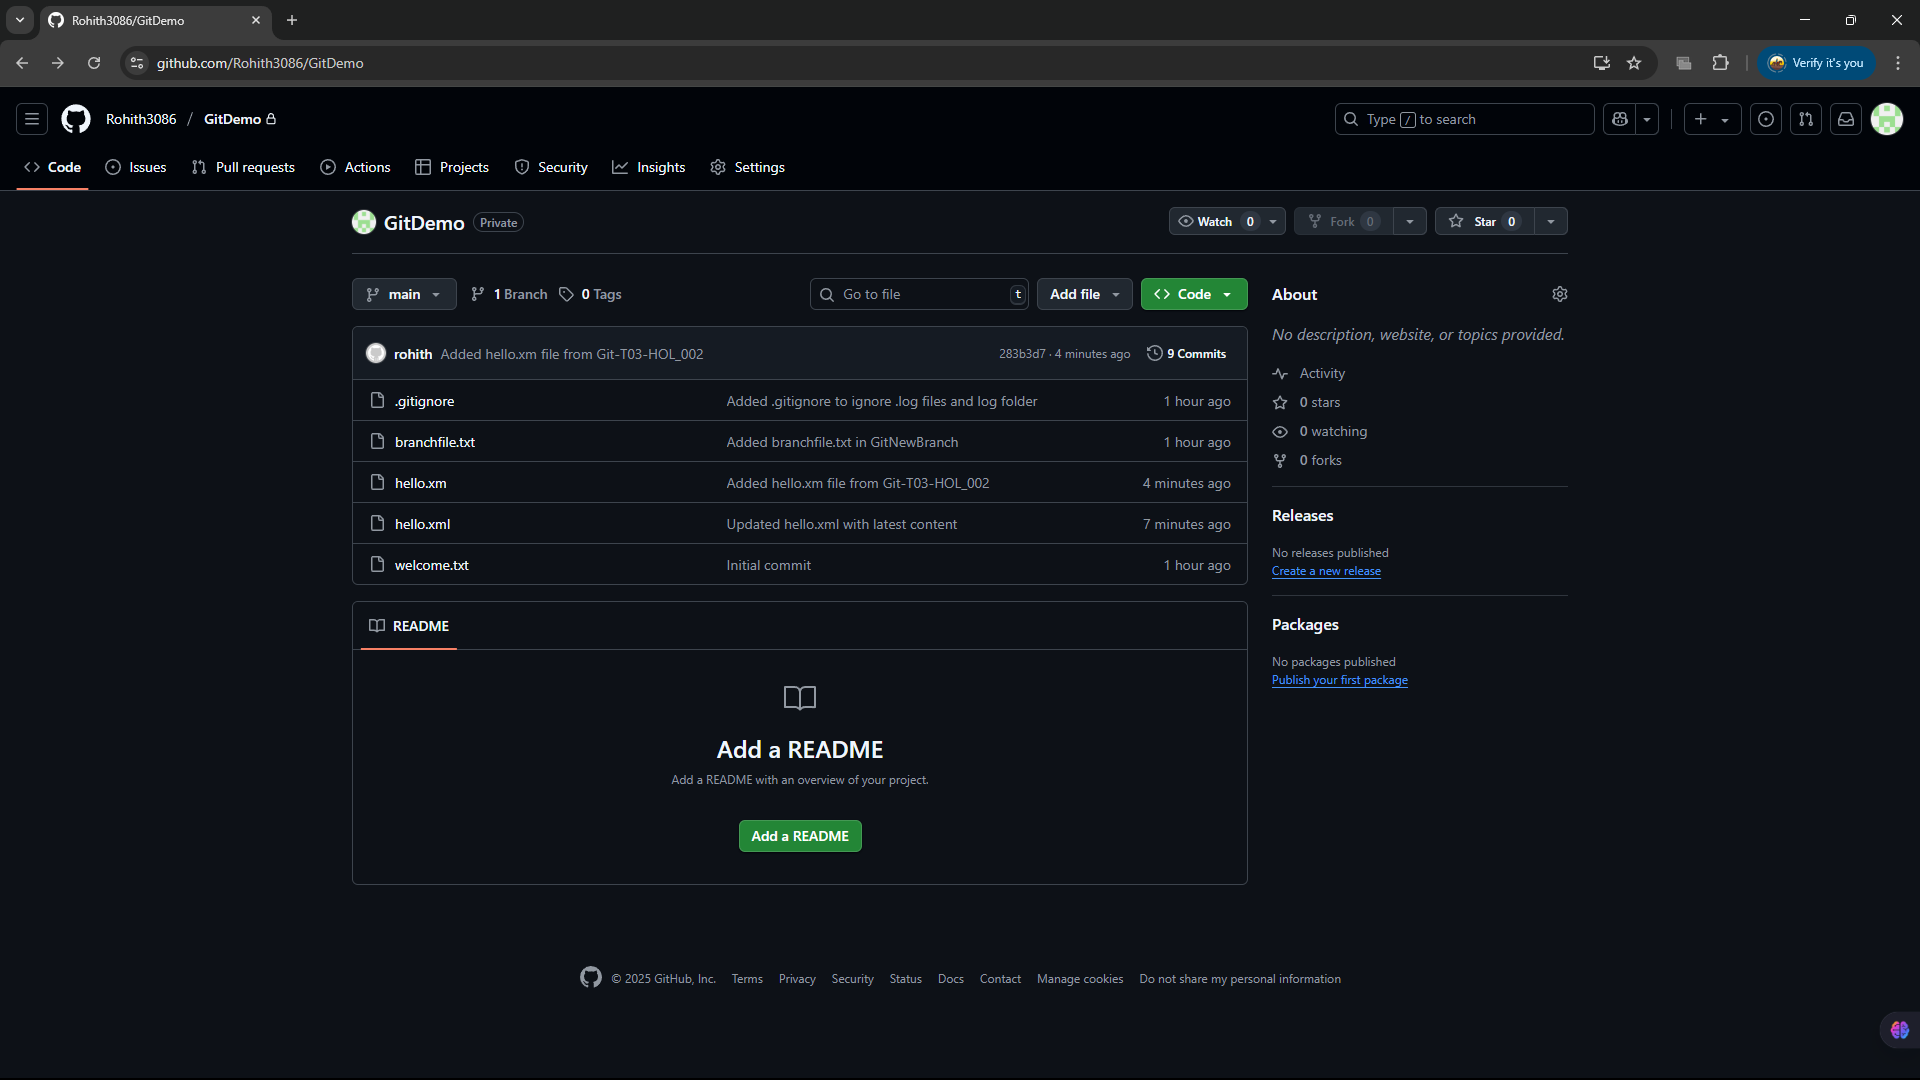 Rohith3086/GitDemo
github.com/Rohith3086/GitDemo
Verify it's you
Rohith3086 / GitDemo
Type / to search
Code Issues Pull requests Actions Projects Security Insights Settings
GitDemo Private
Watch 0 Fork 0 Star 0
main 1 Branch 0 Tags Go to file t Add file Code
rohith Added hello.xm file from Git-T03-HOL_002 283b3d7 · 4 minutes ago 9 Commits
.gitignore Added .gitignore to ignore .log files and log folder 1 hour ago
branchfile.txt Added branchfile.txt in GitNewBranch 1 hour ago
hello.xm Added hello.xm file from Git-T03-HOL_002 4 minutes ago
hello.xml Updated hello.xml with latest content 7 minutes ago
welcome.txt Initial commit 1 hour ago
README
Add a README
Add a README with an overview of your project.
Add a README
About
No description, website, or topics provided.
Activity
0 stars
0 watching
0 forks
Releases
No releases published
Create a new release
Packages
No packages published
Publish your first package
© 2025 GitHub, Inc. Terms Privacy Security Status Docs Contact Manage cookies Do not share my personal information